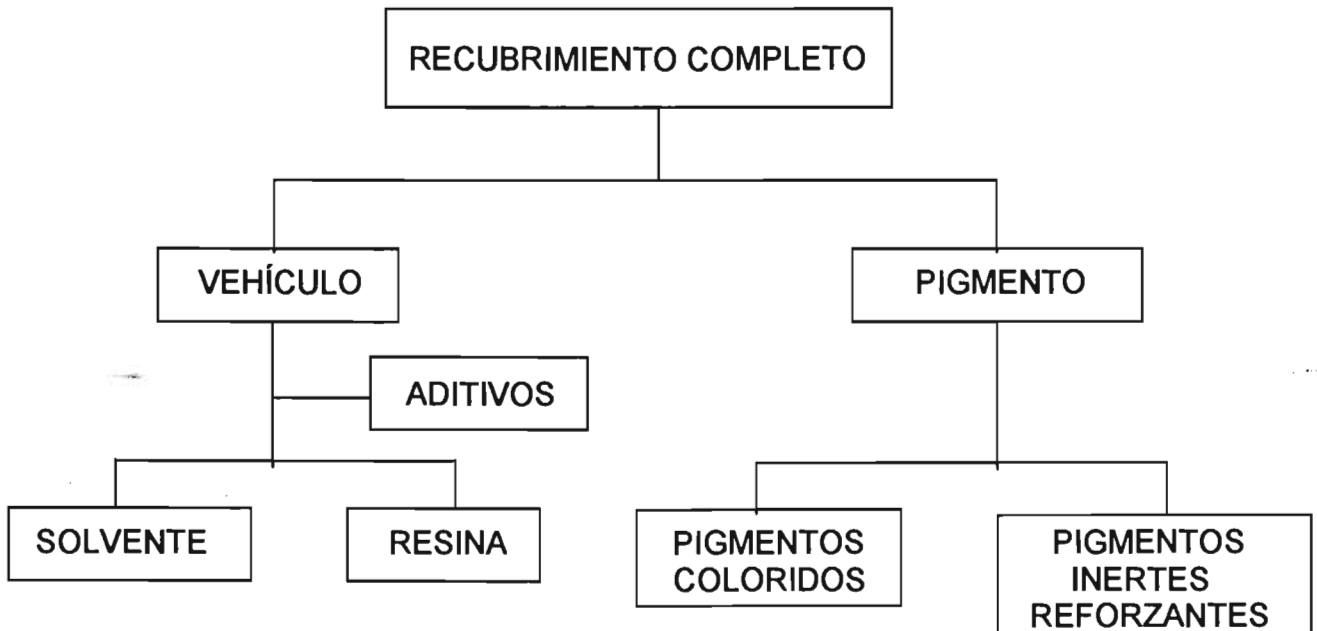 RECUBRIMIENTO COMPLETO
VEHÍCULO
PIGMENTO
ADITIVOS
SOLVENTE
RESINA
PIGMENTOS
COLORIDOS
PIGMENTOS
INERTES
REFORZANTES